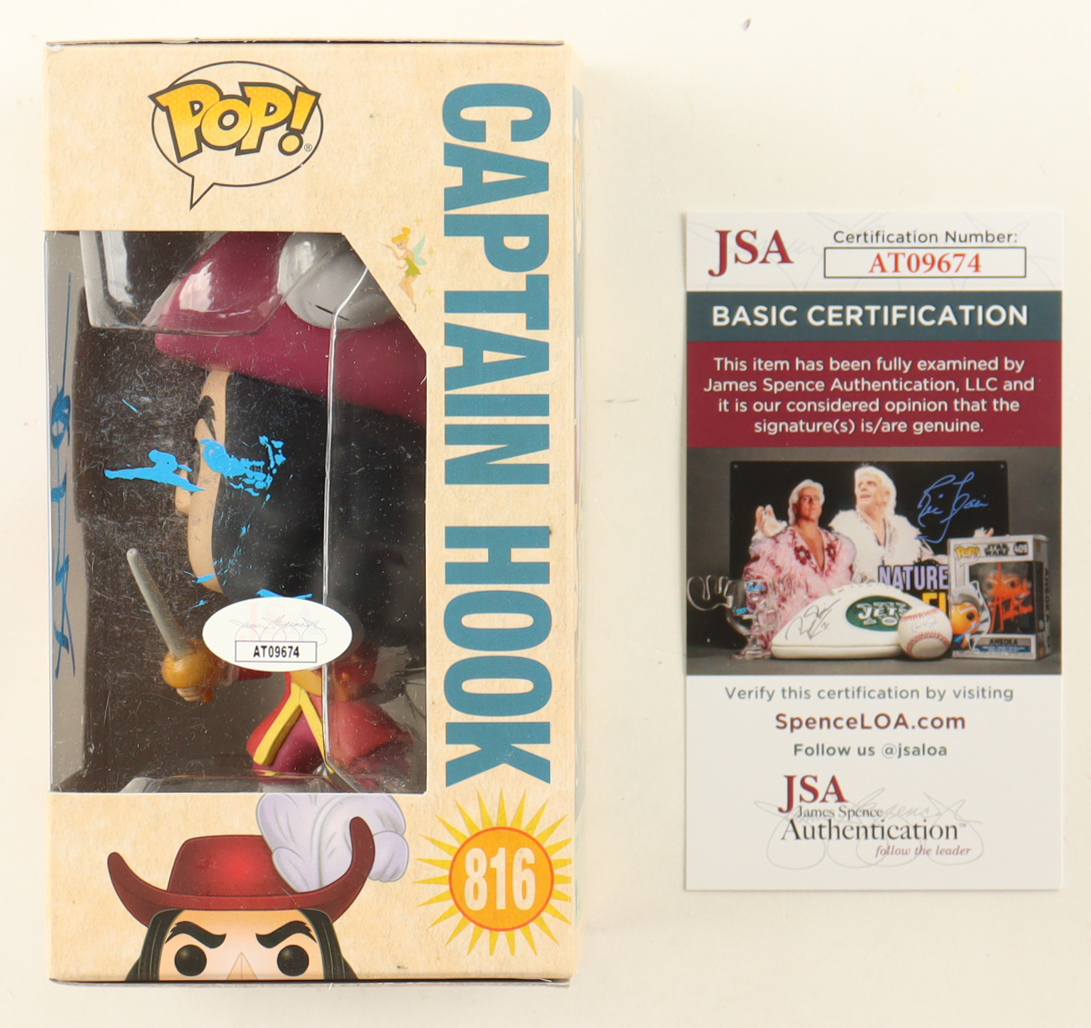 POP!
®
CAPTAIN HOOK
AT09674
816
JSA
Certification Number:
AT09674
BASIC CERTIFICATION
This item has been fully examined by
James Spence Authentication, LLC and
it is our considered opinion that the
signature(s) is/are genuine.
NATURE
JETS
POP!
STAR WARS
AHSOKA
Verify this certification by visiting
SpenceLOA.com
Follow us @jsaloa
JSA
James Spence
Authentication
follow the leader